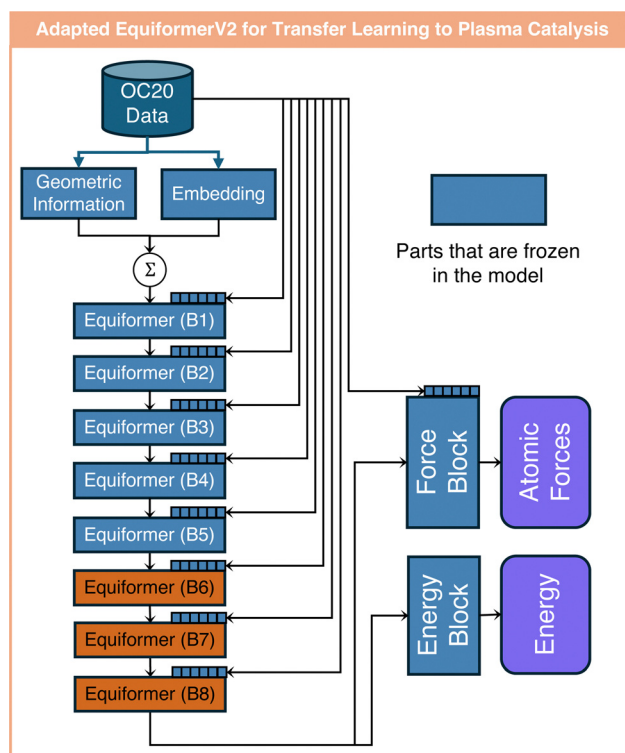 Adapted EquiformerV2 for Transfer Learning to Plasma Catalysis
OC20
Data
Geometric
Information
Embedding
Σ
Parts that are frozen
in the model
Equiformer (B1)
Equiformer (B2)
Equiformer (B3)
Equiformer (B4)
Equiformer (B5)
Equiformer (B6)
Equiformer (B7)
Equiformer (B8)
Force
Block
Atomic
Forces
Energy
Block
Energy